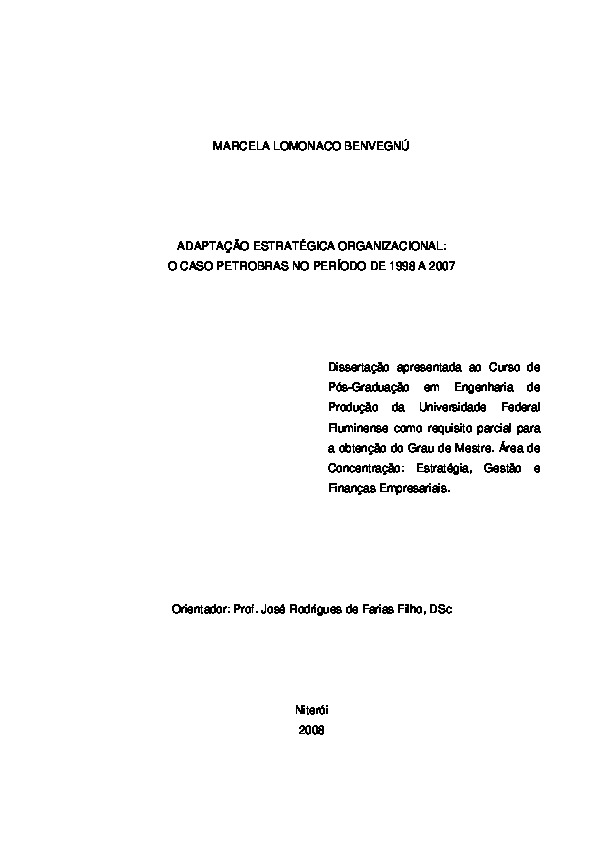 MARCELA LOMONACO BENVEGNÚ
ADAPTAÇÃO ESTRATÉGICA ORGANIZACIONAL:
O CASO PETROBRAS NO PERÍODO DE 1998 A 2007
Dissertação apresentada ao Curso de
Pós-Graduação em Engenharia de
Produção da Universidade Federal
Fluminense como requisito parcial para
a obtenção do Grau de Mestre. Área de
Concentração: Estratégia, Gestão e
Finanças Empresariais.
Orientador: Prof. José Rodrigues de Farias Filho, DSc
Niterói
2008